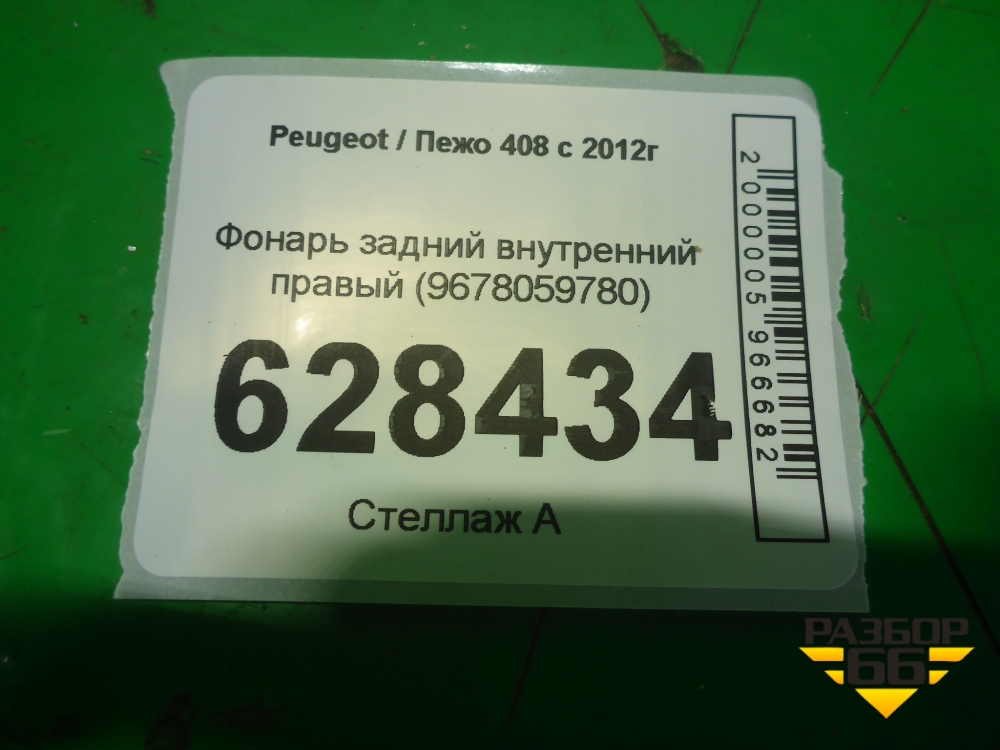 Peugeot / Пежо 408 с 2012г
Фонарь задний внутренний
правый (9678059780)
628434
Стеллаж А
2000005966682
РАЗБОР
66